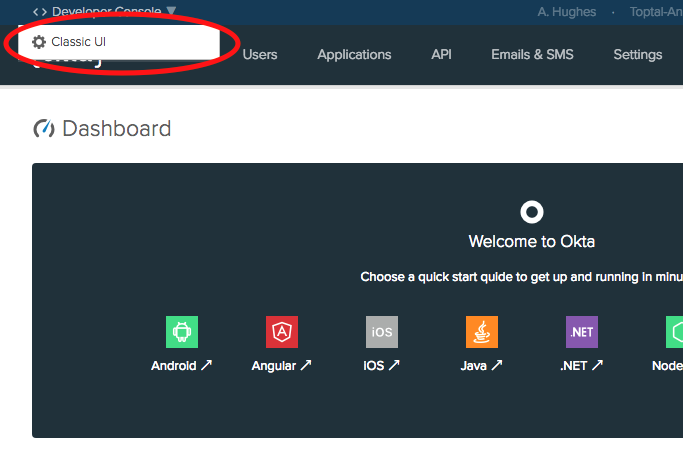 <> Developer Console ▼
A. Hughes · Toptal-An
Classic UI
Users Applications API Emails & SMS Settings
Dashboard
Welcome to Okta
Choose a quick start guide to get up and running in minu
iOS .NET
Android ↗ Angular ↗ iOS ↗ Java ↗ .NET ↗ Node